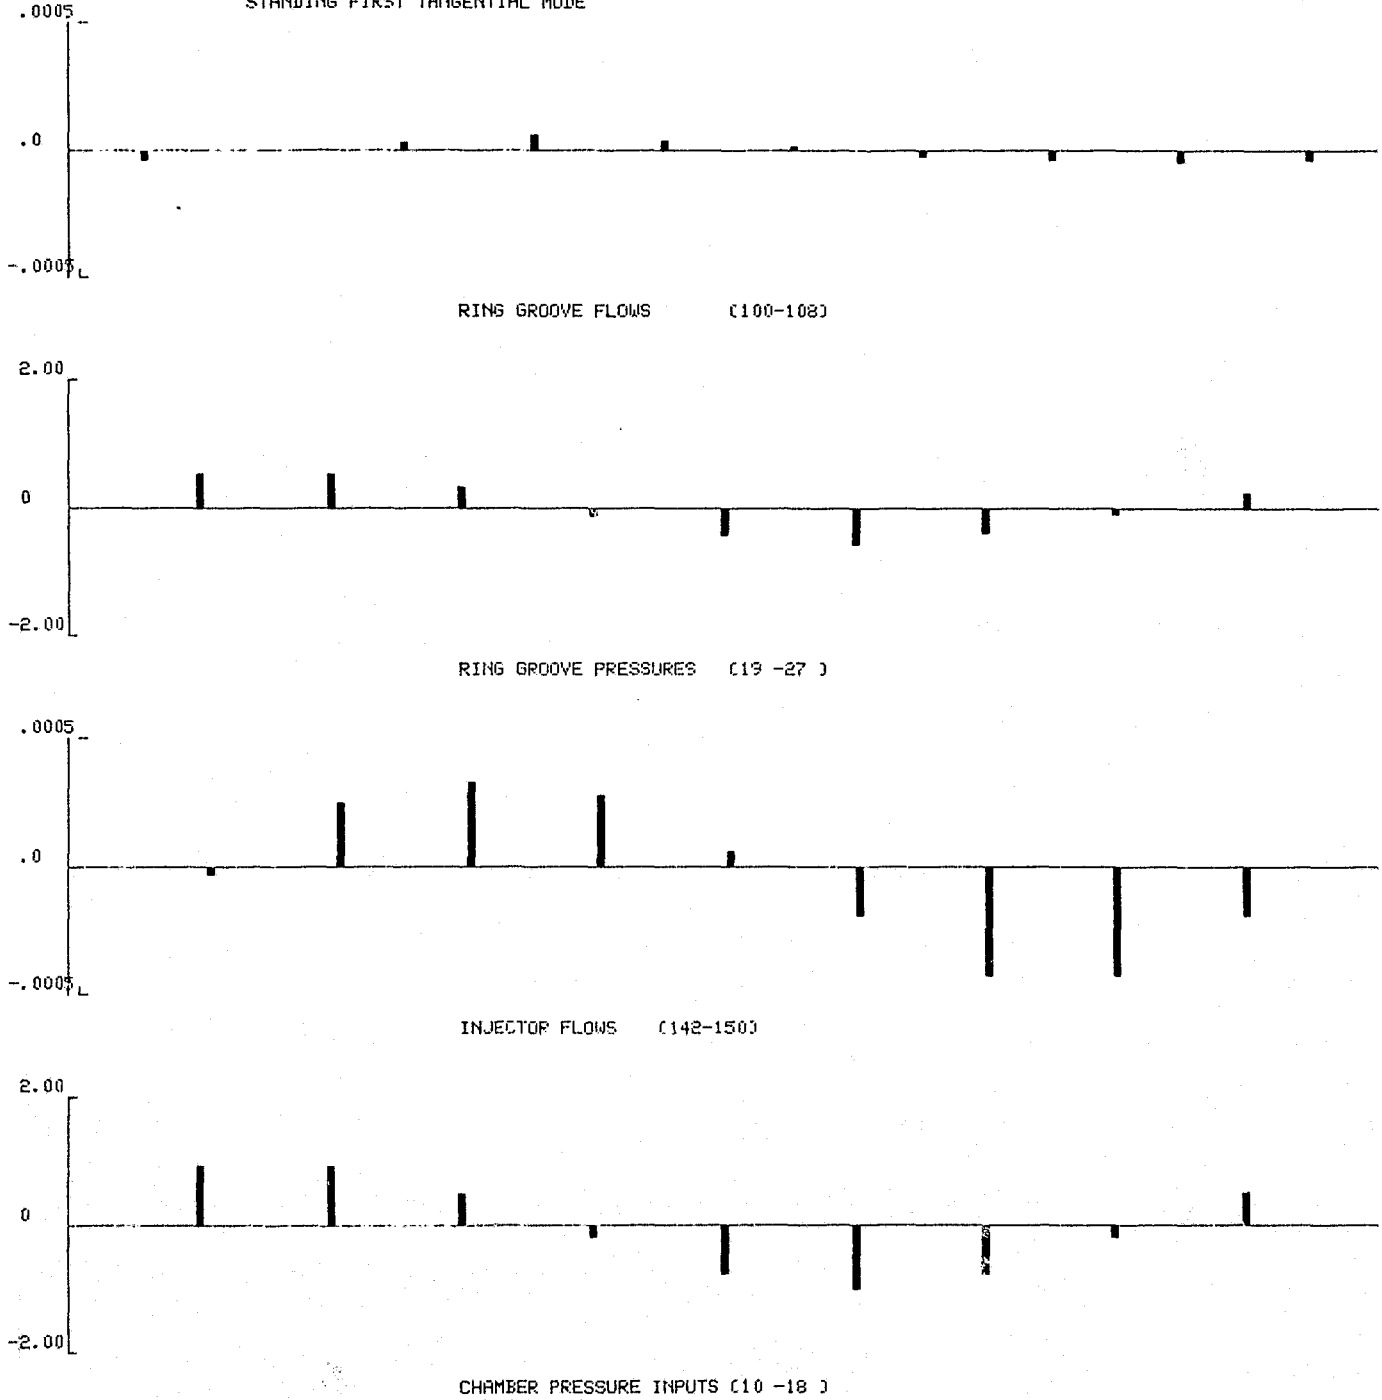 .0005
STANDING FIRST TANGENTIAL MODE
.0
-.0005
RING GROOVE FLOWS (100-108)
2.00
0
-2.00
RING GROOVE PRESSURES (19 -27 )
.0005
.0
-.0005
INJECTOR FLOWS (142-150)
2.00
0
-2.00
CHAMBER PRESSURE INPUTS (10 -18 )